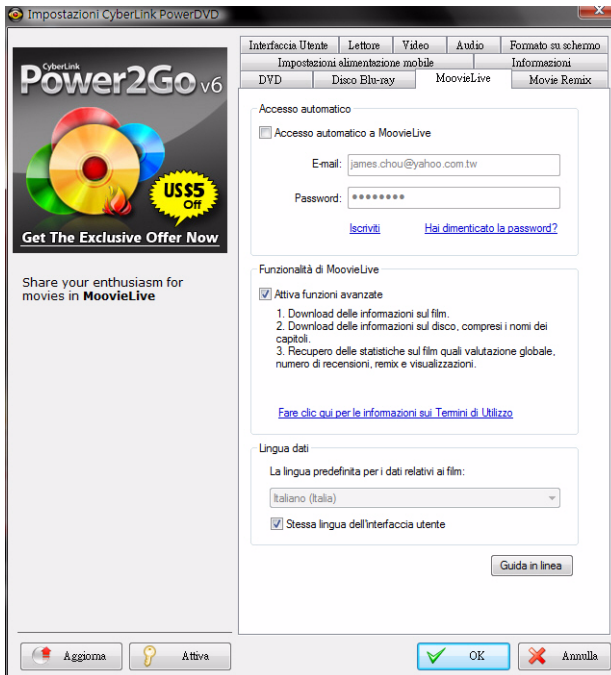 Impostazioni CyberLink PowerDVD
CyberLink
Power2Go v6
US$5
Off
Get The Exclusive Offer Now
Share your enthusiasm for
movies in MoovieLive
Interfaccia Utente Lettore Video Audio Formato su schermo
Impostazioni alimentazione mobile Informazioni
DVD Disco Blu-ray MoovieLive Movie Remix
Accesso automatico
Accesso automatico a MoovieLive
E-mail: james.chou@yahoo.com.tw
Password: ●●●●●●●●
Iscriviti Hai dimenticato la password?
Funzionalità di MoovieLive
Attiva funzioni avanzate
1. Download delle informazioni sul film.
2. Download delle informazioni sul disco, compresi i nomi dei
capitoli.
3. Recupero delle statistiche sul film quali valutazione globale,
numero di recensioni, remix e visualizzazioni.
Fare clic qui per le informazioni sui Termini di Utilizzo
Lingua dati
La lingua predefinita per i dati relativi ai film:
Italiano (Italia)
Stessa lingua dell'interfaccia utente
Guida in linea
Aggiorna Attiva OK Annulla